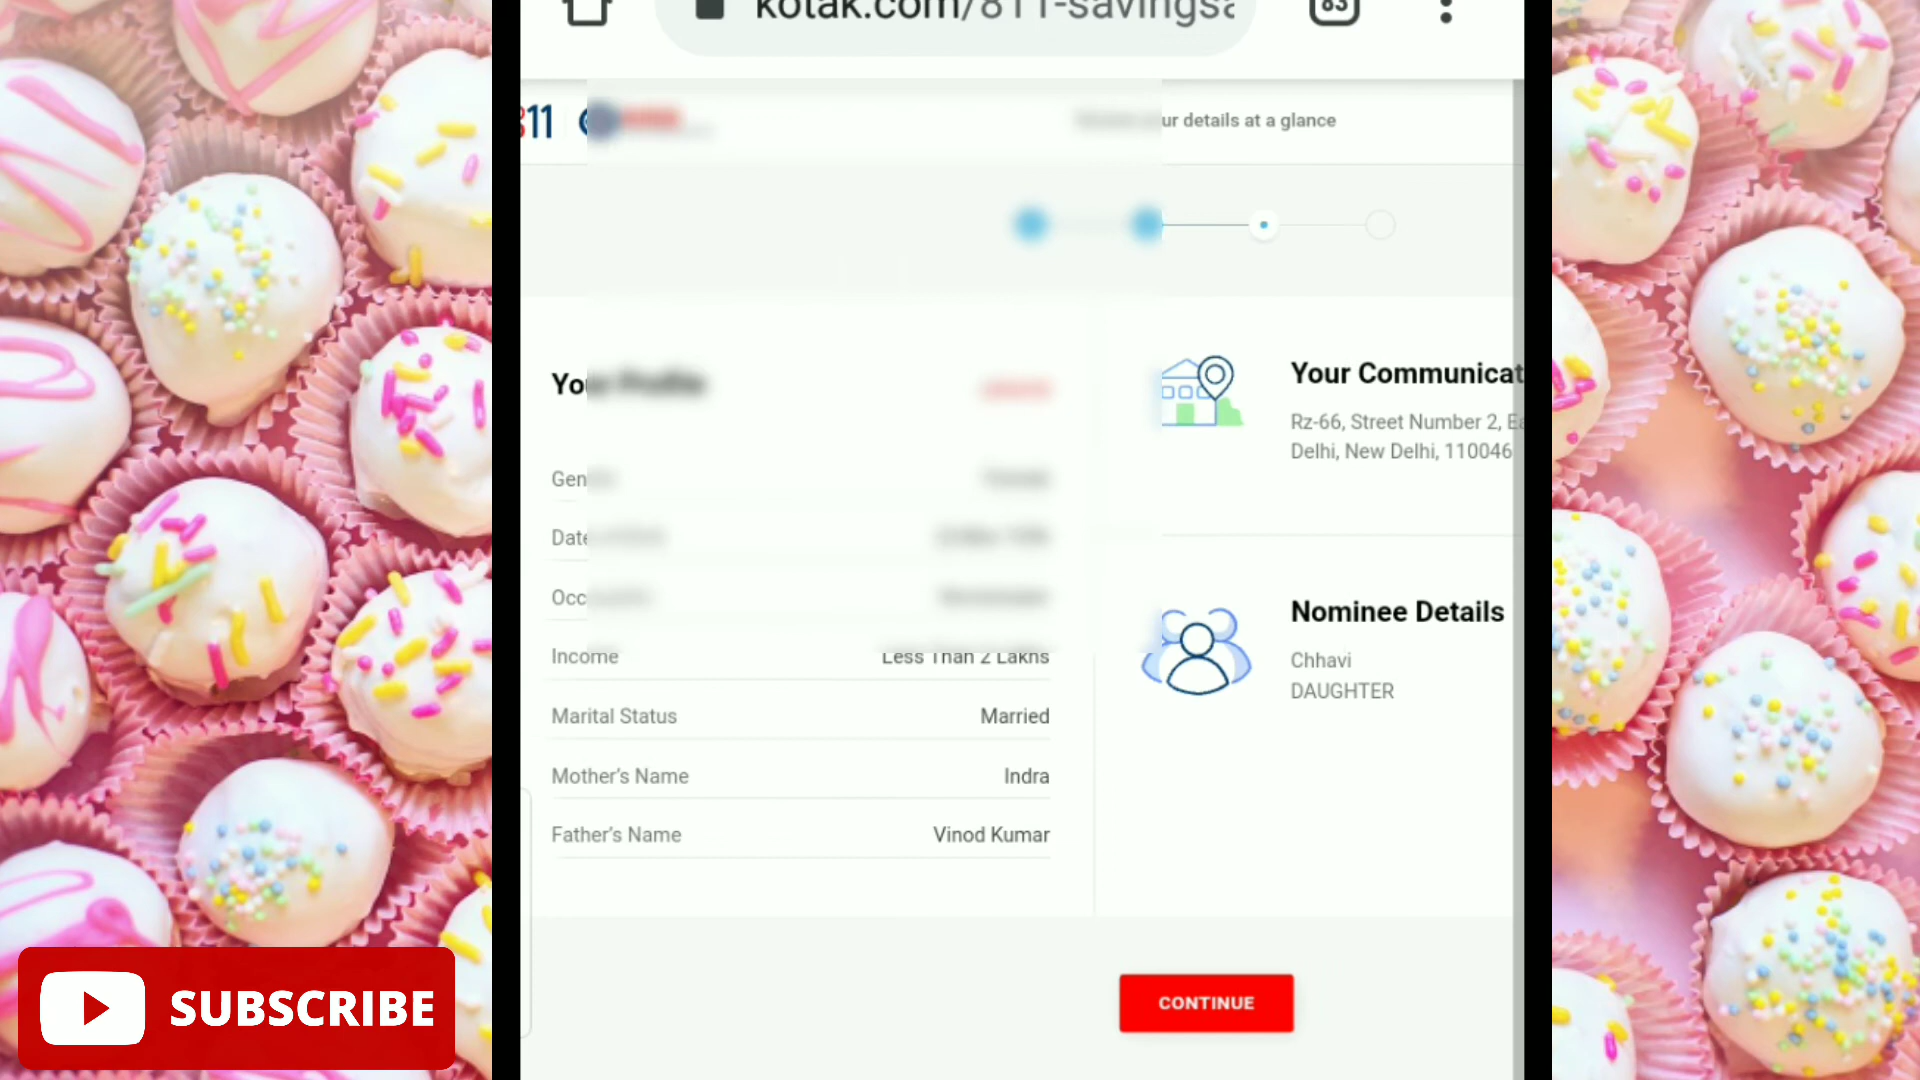 kotak.com/811-savingsa
83
811
ur details at a glance
Your Profile
Your Communicat
Rz-66, Street Number 2, Ea
Delhi, New Delhi, 110046
Gen
Date
Occ
Income Less Than 2 Lakhs
Marital Status Married
Mother's Name Indra
Father's Name Vinod Kumar
Nominee Details
Chhavi
DAUGHTER
CONTINUE
SUBSCRIBE